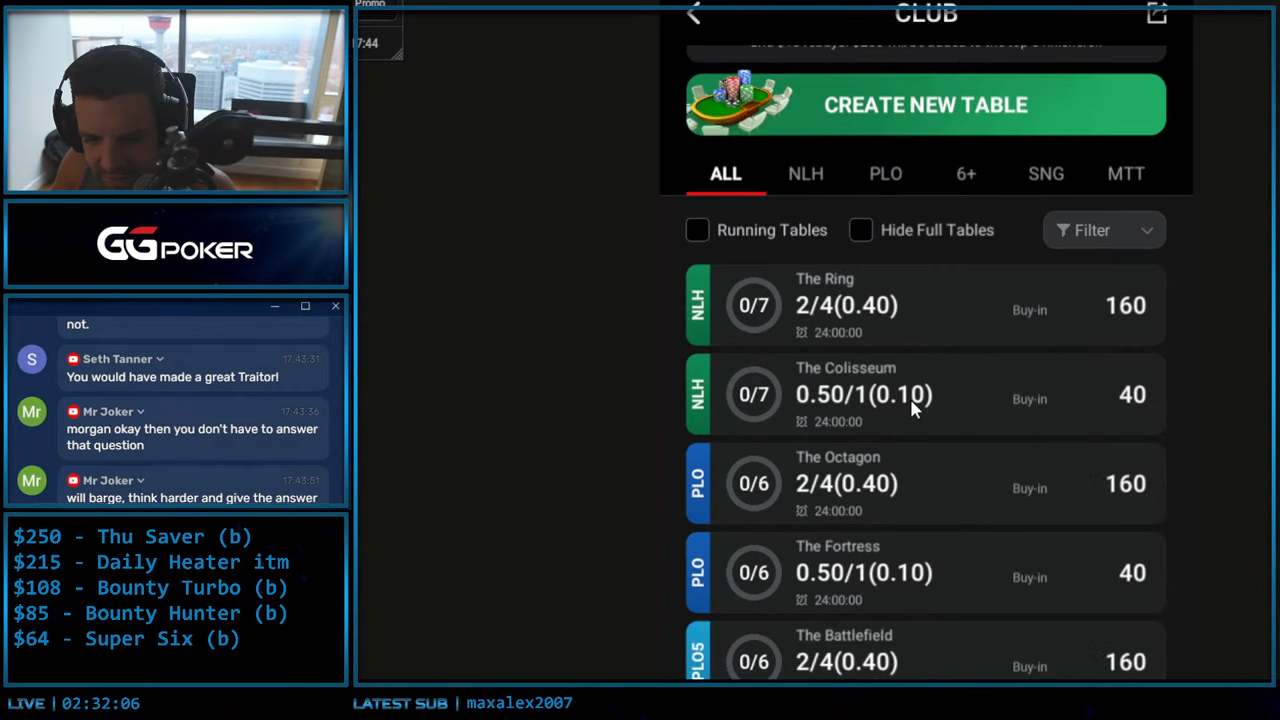 Promo
17:44
GGPOKER
not.
S
Seth Tanner
17:43:31
You would have made a great Traitor!
Mr
Mr Joker
17:43:36
morgan okay then you don't have to answer
that question
Mr
Mr Joker
17:43:51
will barge, think harder and give the answer
$250 - Thu Saver (b)
$215 - Daily Heater itm
$108 - Bounty Turbo (b)
$85 - Bounty Hunter (b)
$64 - Super Six (b)
LIVE | 02:32:06
LATEST SUB | maxalex2007
CLUB
CREATE NEW TABLE
ALL NLH PLO 6+ SNG MTT
Running Tables Hide Full Tables Filter
NLH
0/7
The Ring
2/4(0.40)
24:00:00
Buy-in 160
NLH
0/7
The Colisseum
0.50/1(0.10)
24:00:00
Buy-in 40
PLO
0/6
The Octagon
2/4(0.40)
24:00:00
Buy-in 160
PLO
0/6
The Fortress
0.50/1(0.10)
24:00:00
Buy-in 40
PLO5
0/6
The Battlefield
2/4(0.40)
Buy-in 160